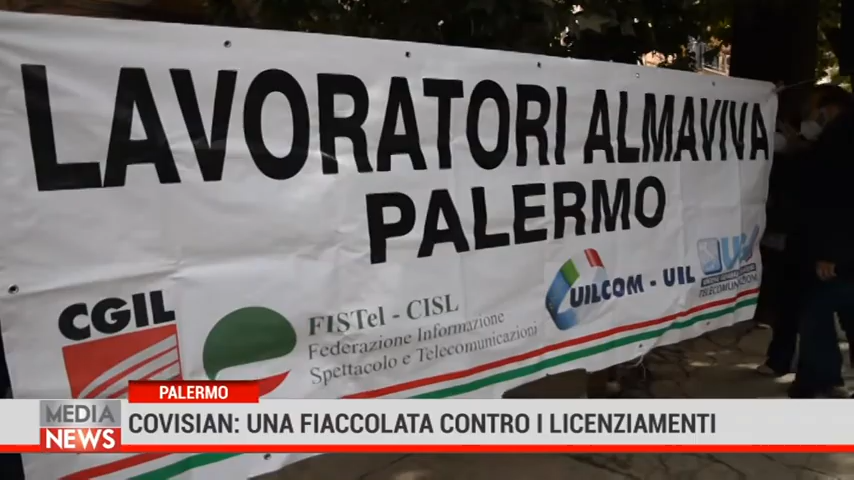 LAVORATORI ALMAVIVA
PALERMO
CGIL
FISTel - CISL
Federazione Informazione
Spettacolo e Telecomunicazioni
UILCOM - UIL
TELECOMUNICAZIONI
PALERMO
MEDIA
NEWS
COVISIAN: UNA FIACCOLATA CONTRO I LICENZIAMENTI